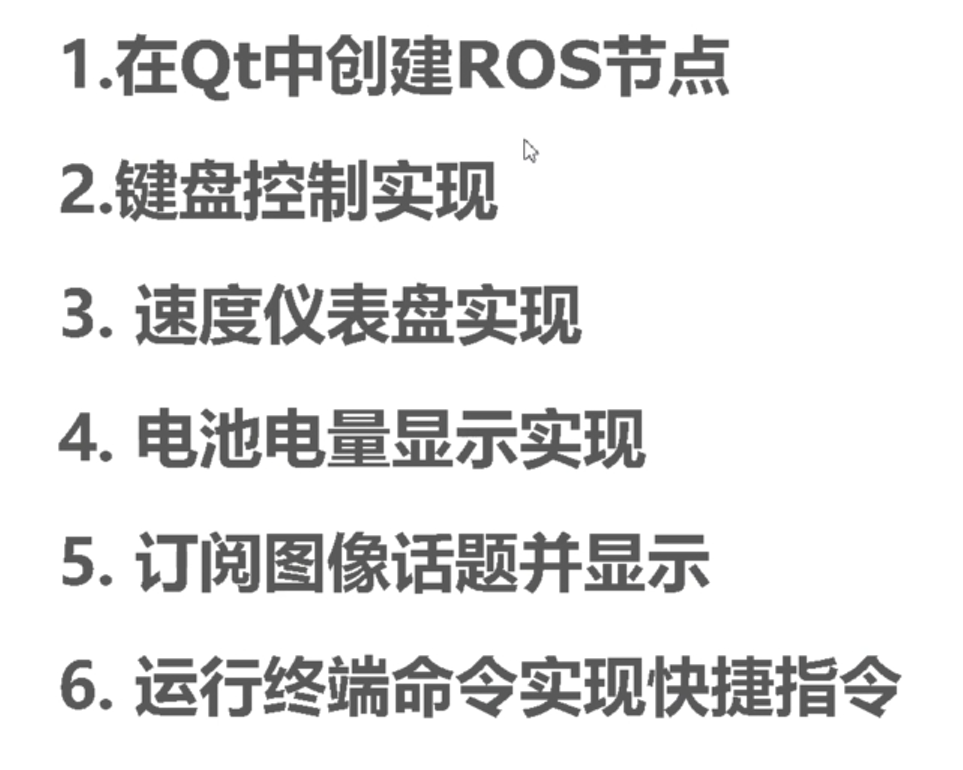 1.在Qt中创建ROS节点
2.键盘控制实现
3. 速度仪表盘实现
4. 电池电量显示实现
5. 订阅图像话题并显示
6. 运行终端命令实现快捷指令